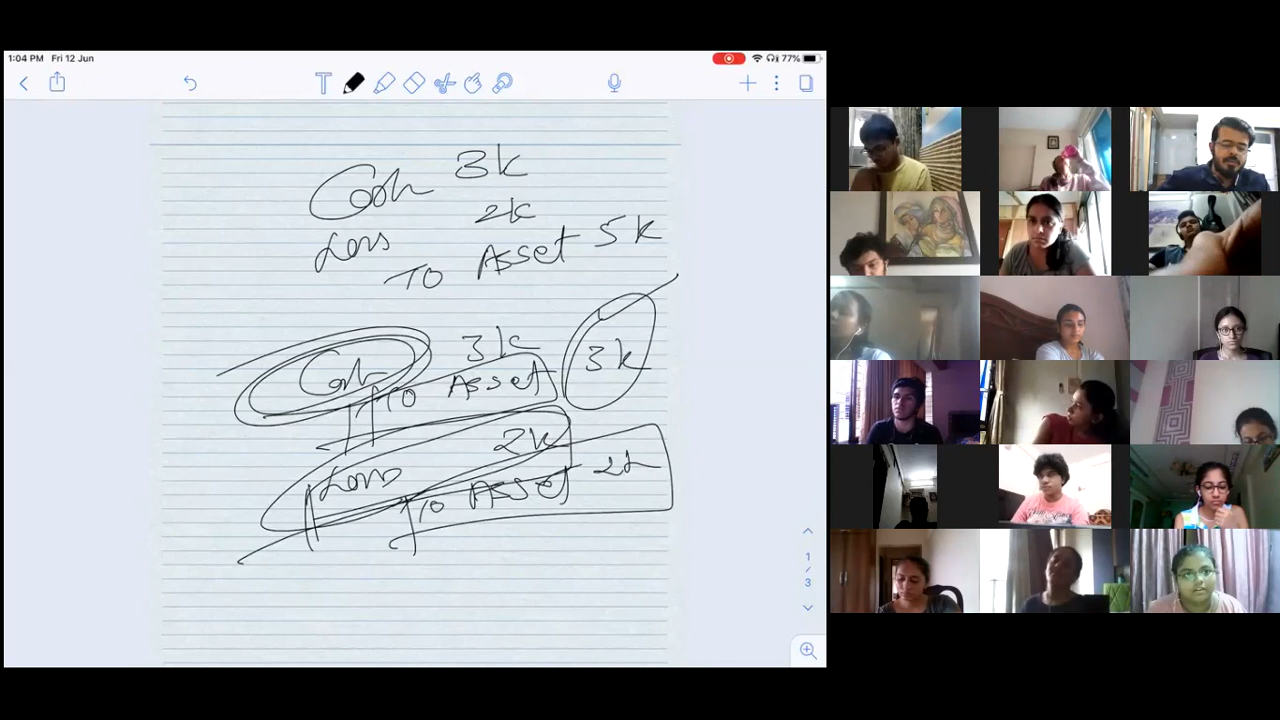 1:04 PM Fri 12 Jun
77%
T
Cash 3k
Loss 2k
To Asset 5k
Cash 3k
To Asset 3k
Loss 2k
To Asset 2k
1
/
3